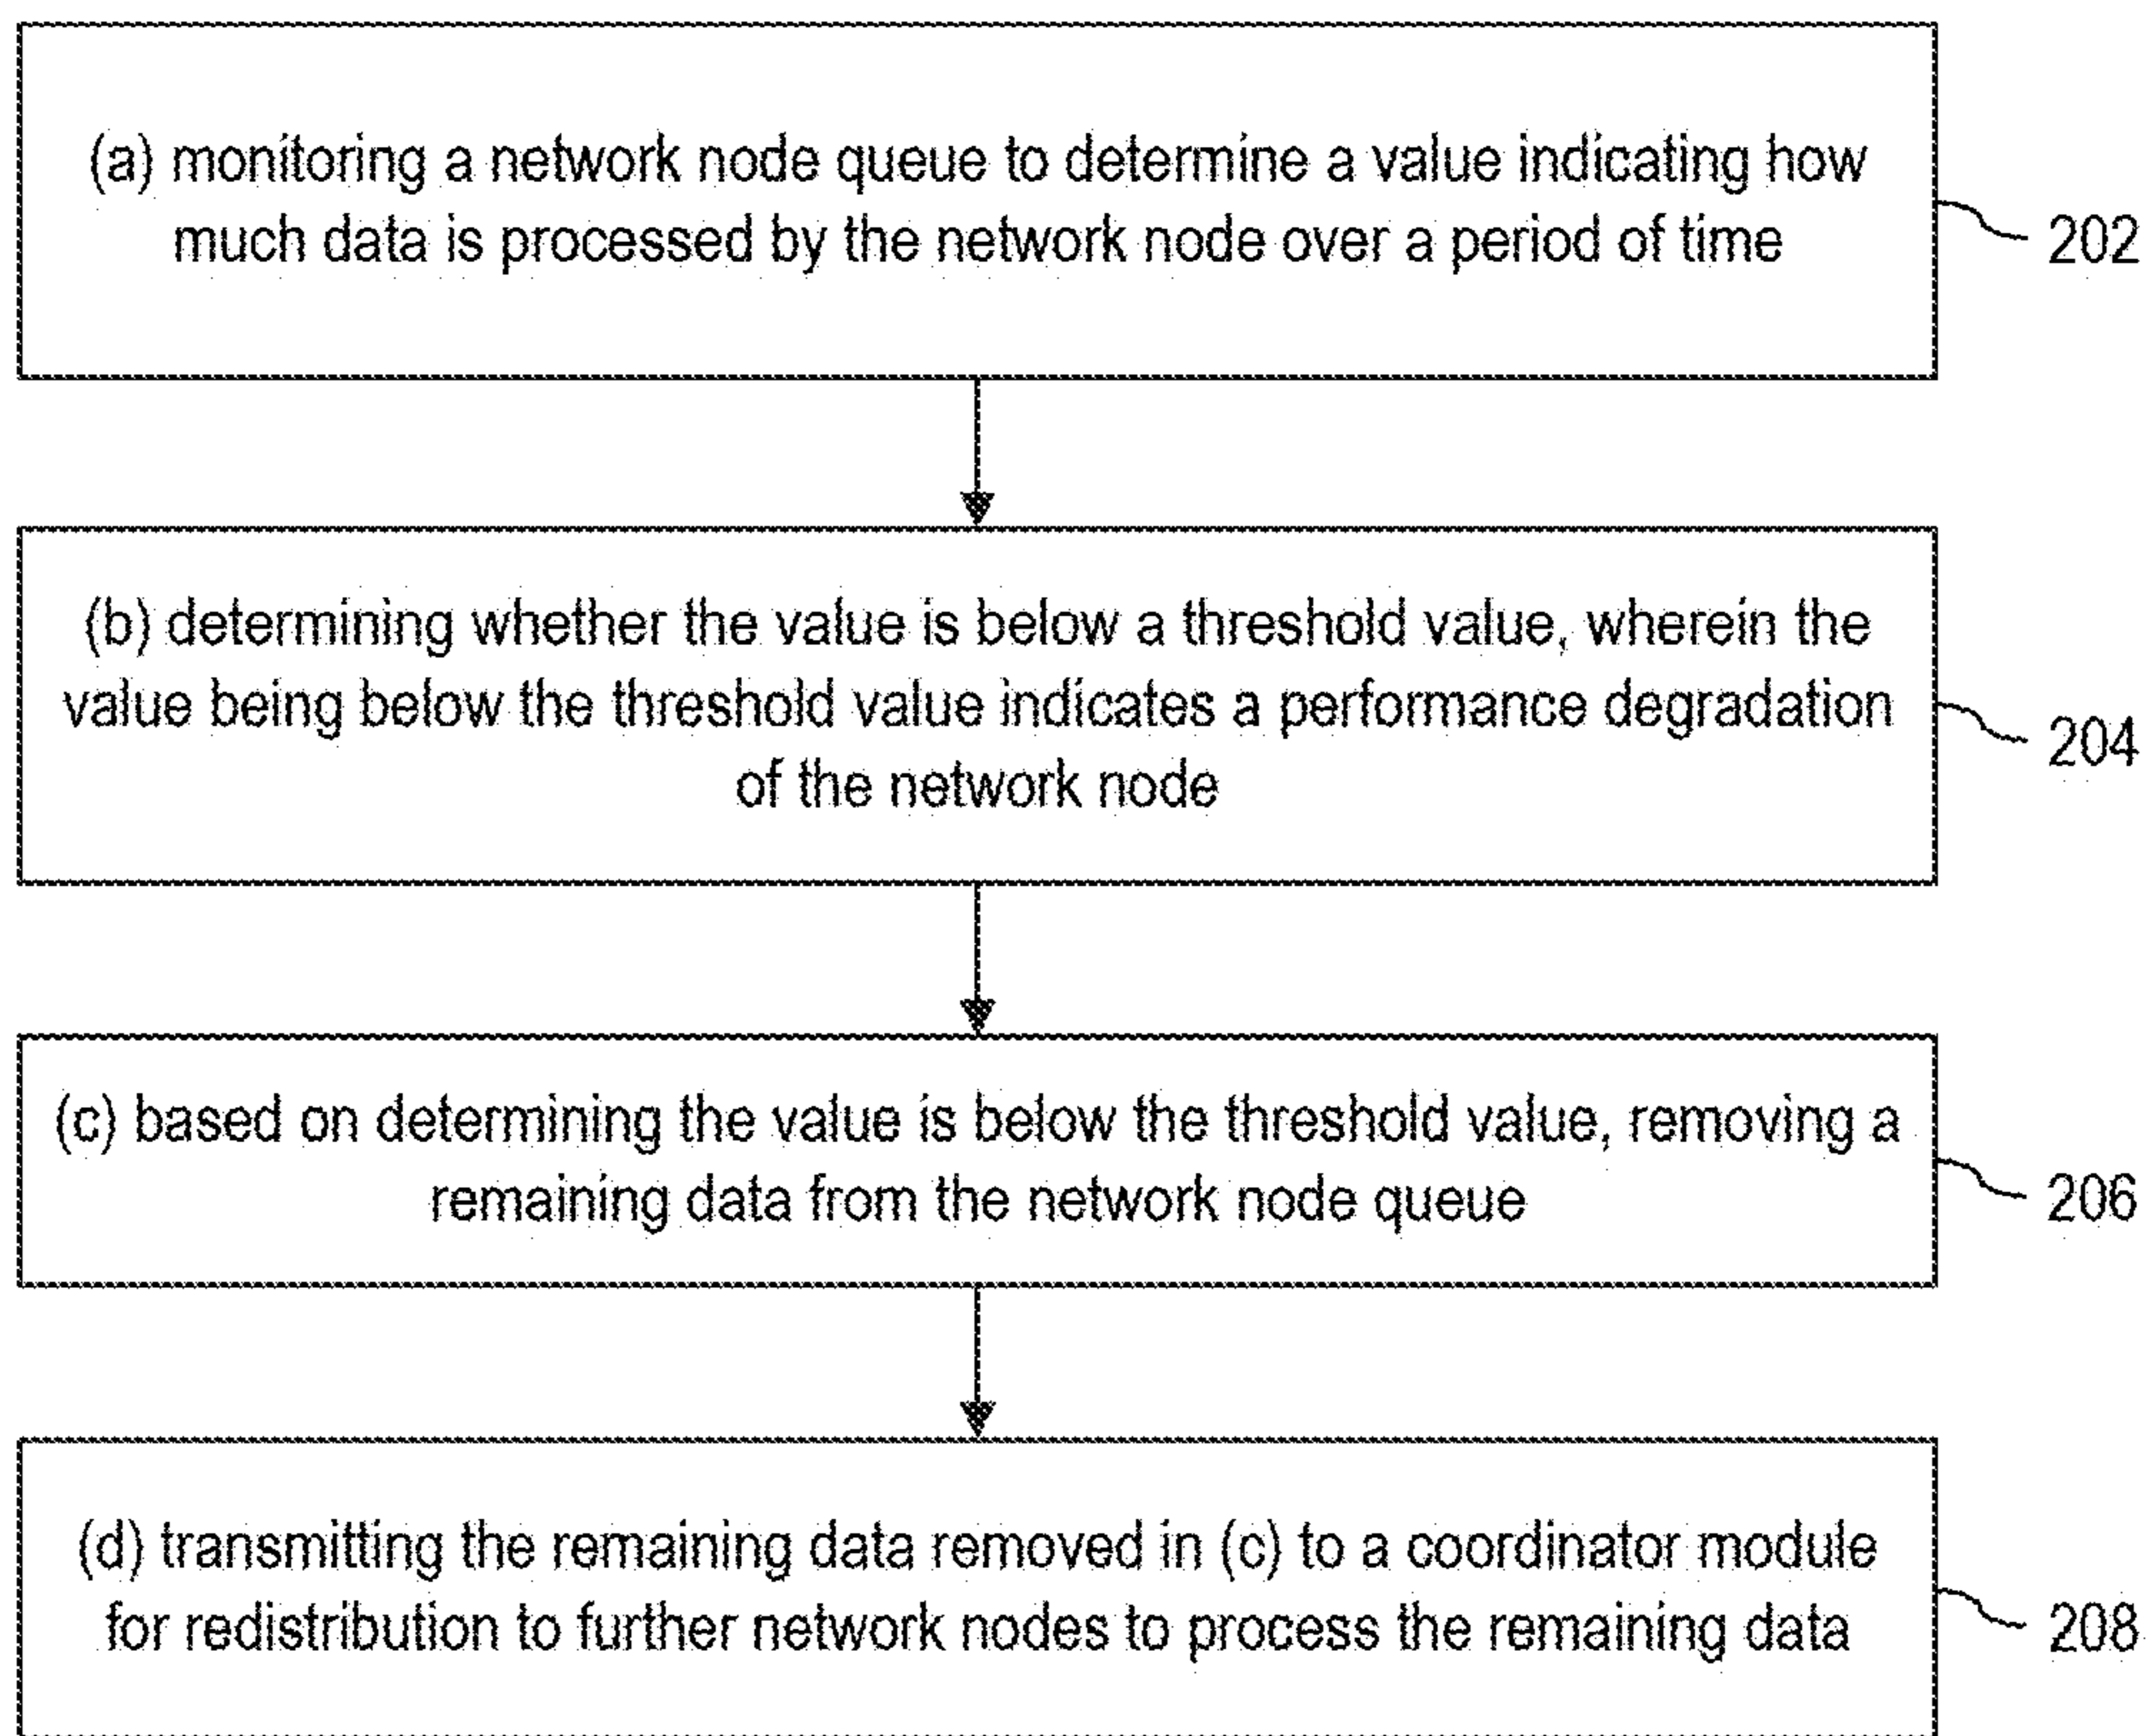 (a) monitoring a network node queue to determine a value indicating how
much data is processed by the network node over a period of time
202
(b) determining whether the value is below a threshold value, wherein the
value being below the threshold value indicates a performance degradation
of the network node
204
(c) based on determining the value is below the threshold value, removing a
remaining data from the network node queue
206
(d) transmitting the remaining data removed in (c) to a coordinator module
for redistribution to further network nodes to process the remaining data
208